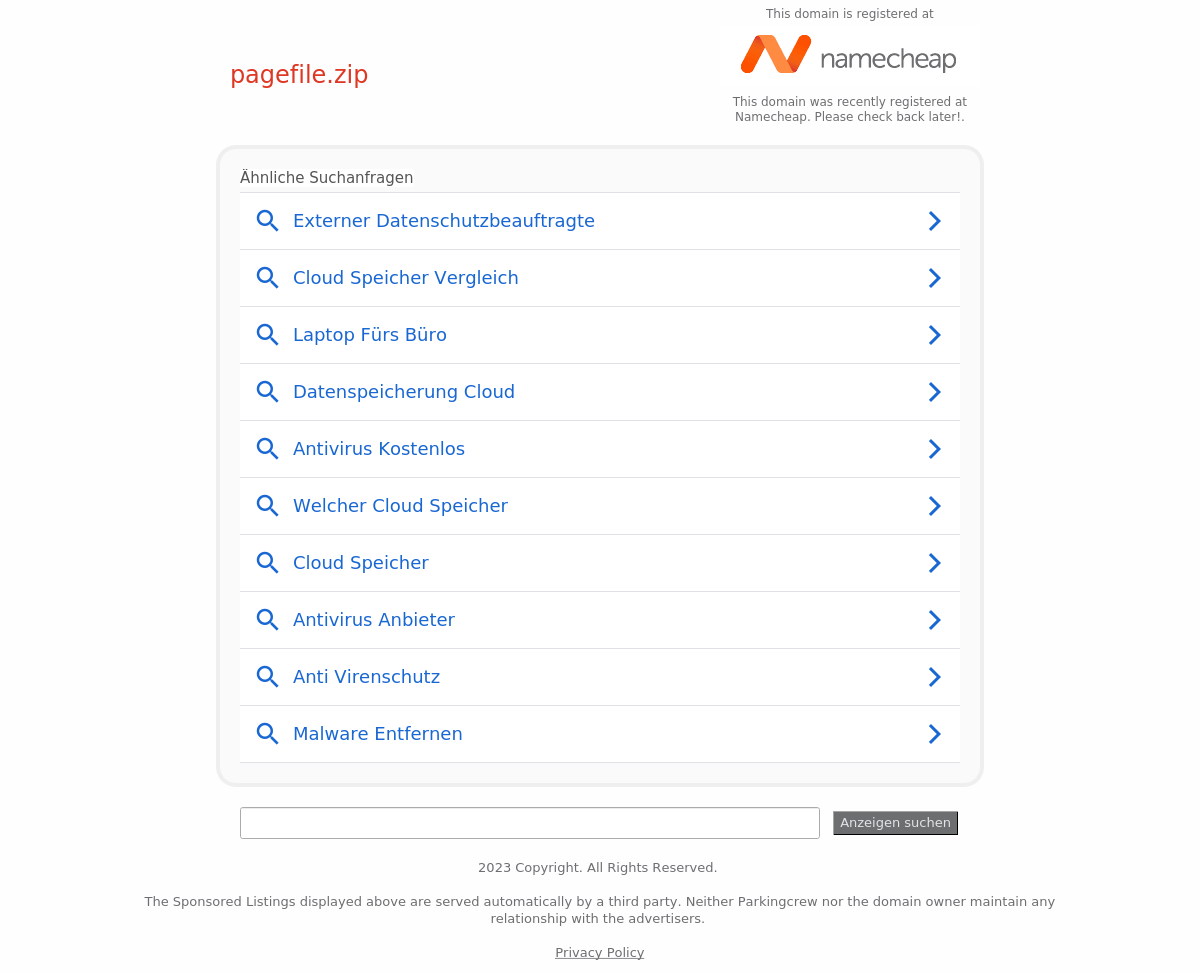 This domain is registered at
namecheap
pagefile.zip
This domain was recently registered at
Namecheap. Please check back later!.
Ähnliche Suchanfragen
Externer Datenschutzbeauftragte
Cloud Speicher Vergleich
Laptop Fürs Büro
Datenspeicherung Cloud
Antivirus Kostenlos
Welcher Cloud Speicher
Cloud Speicher
Antivirus Anbieter
Anti Virenschutz
Malware Entfernen
Anzeigen suchen
2023 Copyright. All Rights Reserved.
The Sponsored Listings displayed above are served automatically by a third party. Neither Parkingcrew nor the domain owner maintain any
relationship with the advertisers.
Privacy Policy